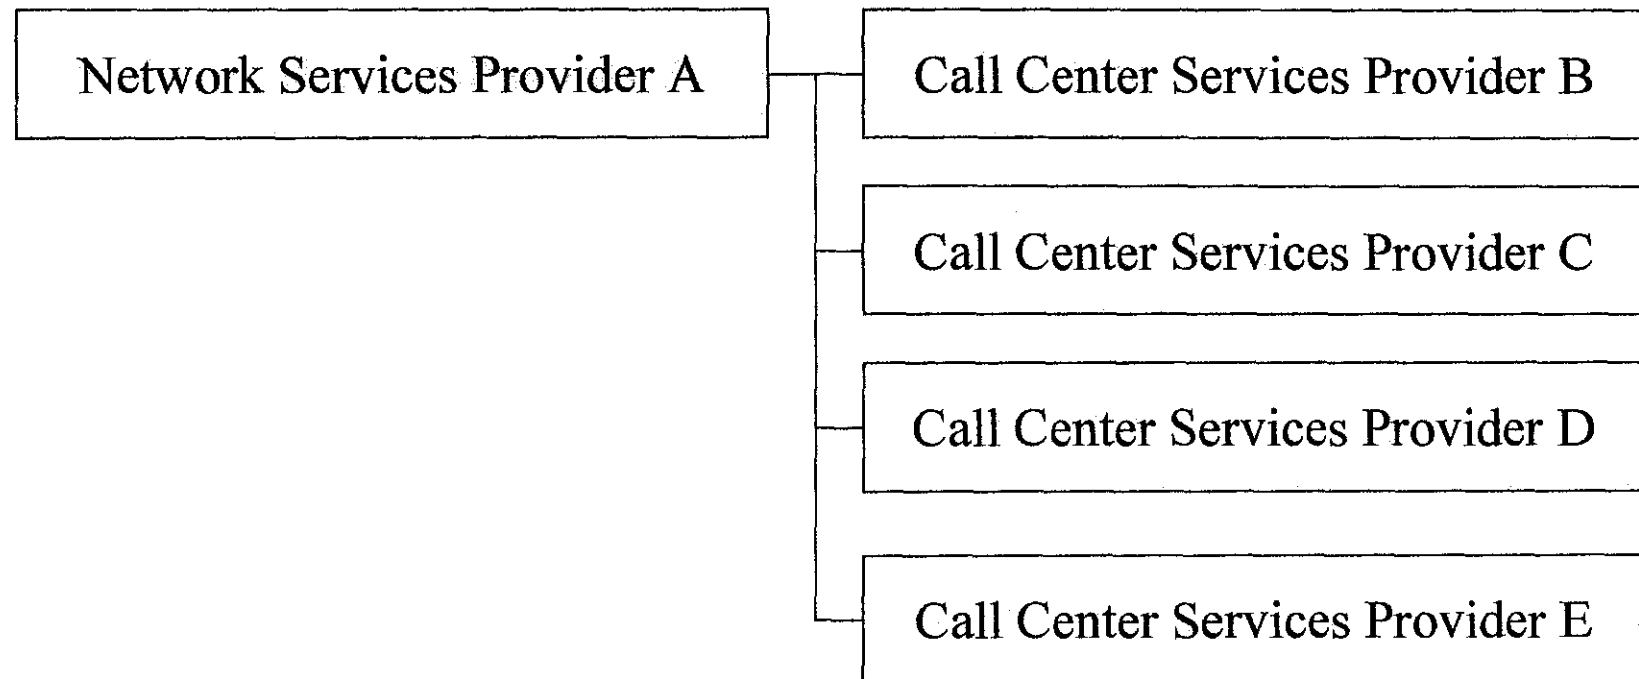 Network Services Provider A
Call Center Services Provider B
Call Center Services Provider C
Call Center Services Provider D
Call Center Services Provider E